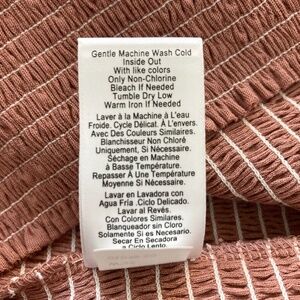 Gentle Machine Wash Cold
Inside Out
With like colors
Only Non-Chlorine
Bleach If Needed
Tumble Dry Low
Warm Iron If Needed
Laver à la Machine à L'eau
Froide. Cycle Délicat. À L'envers.
Avec Des Couleurs Similaires.
Blanchisseur Non Chloré
Uniquement, Si Nécessaire.
Séchage en Machine
à Basse Température.
Repasser À Une Température
Moyenne Si Nécessaire.
Lavar en Lavadora con
Agua Fría .Ciclo Delicado.
Lavar al Revés.
Con Colores Similares.
Blanqueador sin Cloro
Solamente Si es Necesario.
Secar En Secadora
a Ciclo Lento.